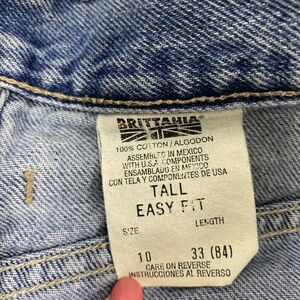 BRITTANIA
100% COTTON / ALGODON
ASSEMBLED IN MEXICO
WITH U.S.A. COMPONENTS
ENSAMBLADO EN MEXICO
CON TELA Y COMPONENTES DE USA
TALL
EASY FIT
SIZE LENGTH
10 33 (84)
CARE ON REVERSE
INSTRUCCIONES AL REVERSO